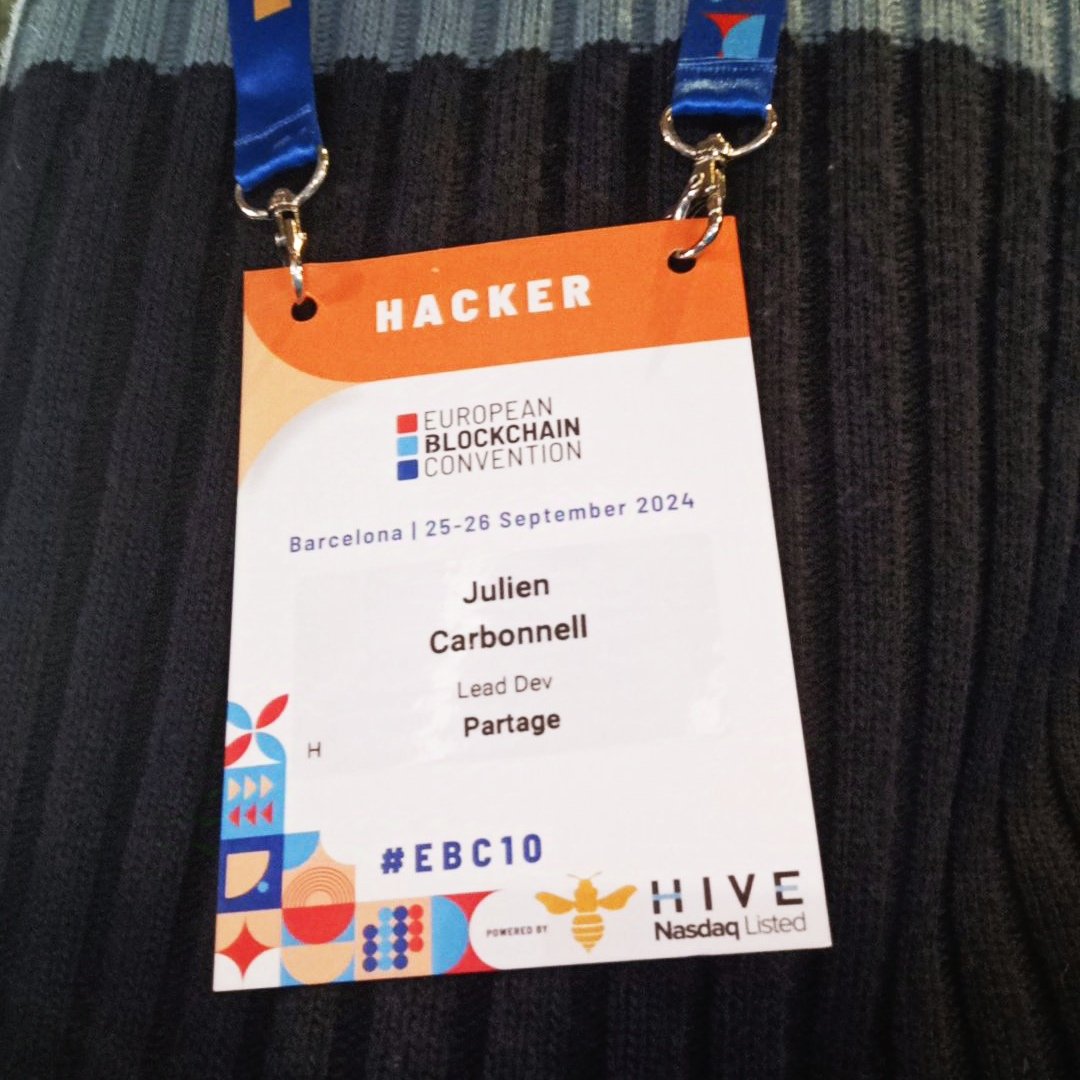 HACKER
EUROPEAN
BLOCKCHAIN
CONVENTION
Barcelona | 25-26 September 2024
Julien
Carbonnell
Lead Dev
Partage
H
#EBC10
POWERED BY
HIVE
Nasdaq Listed